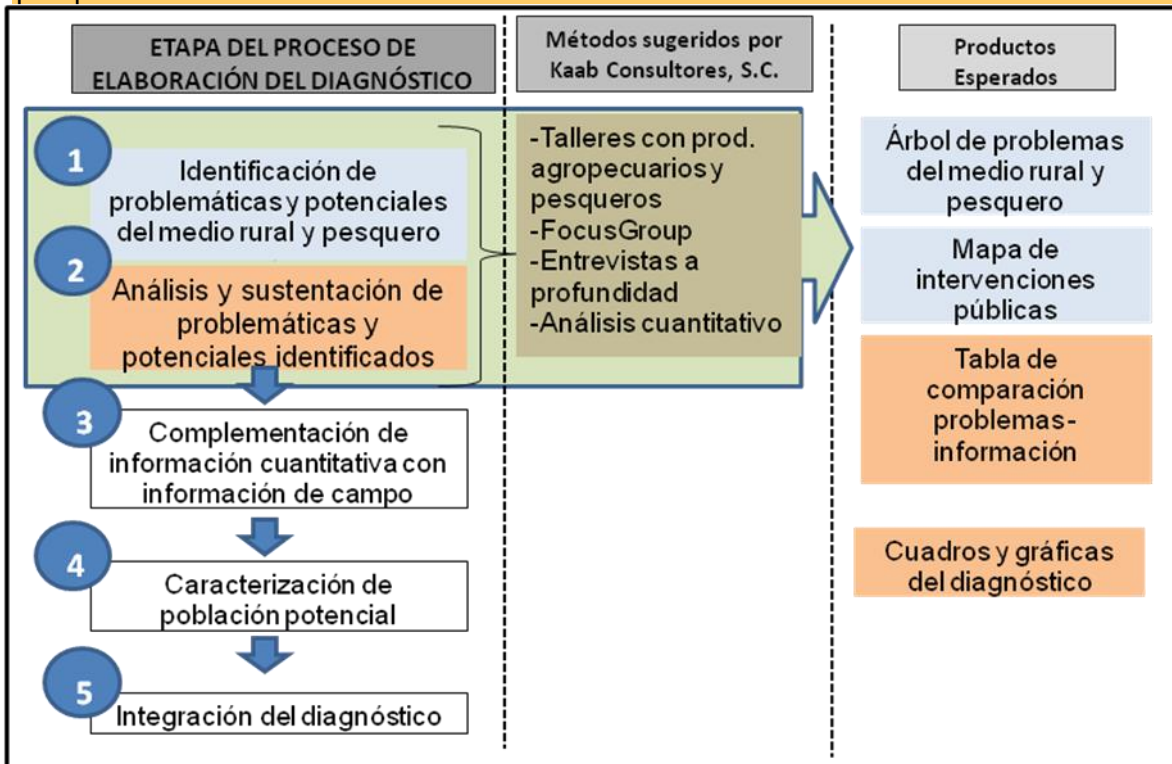 ETAPA DEL PROCESO DE
ELABORACIÓN DEL DIAGNÓSTICO
Métodos sugeridos por
Kaab Consultores, S.C.
Productos
Esperados
1
Identificación de
problemáticas y potenciales
del medio rural y pesquero
2
Análisis y sustentación de
problemáticas y
potenciales identificados
3
Complementación de
información cuantitativa con
información de campo
4
Caracterización de
población potencial
5
Integración del diagnóstico
-Talleres con prod.
agropecuarios y
pesqueros
-FocusGroup
-Entrevistas a
profundidad
-Análisis cuantitativo
Árbol de problemas
del medio rural y
pesquero
Mapa de
intervenciones
públicas
Tabla de
comparación
problemas-
información
Cuadros y gráficas
del diagnóstico